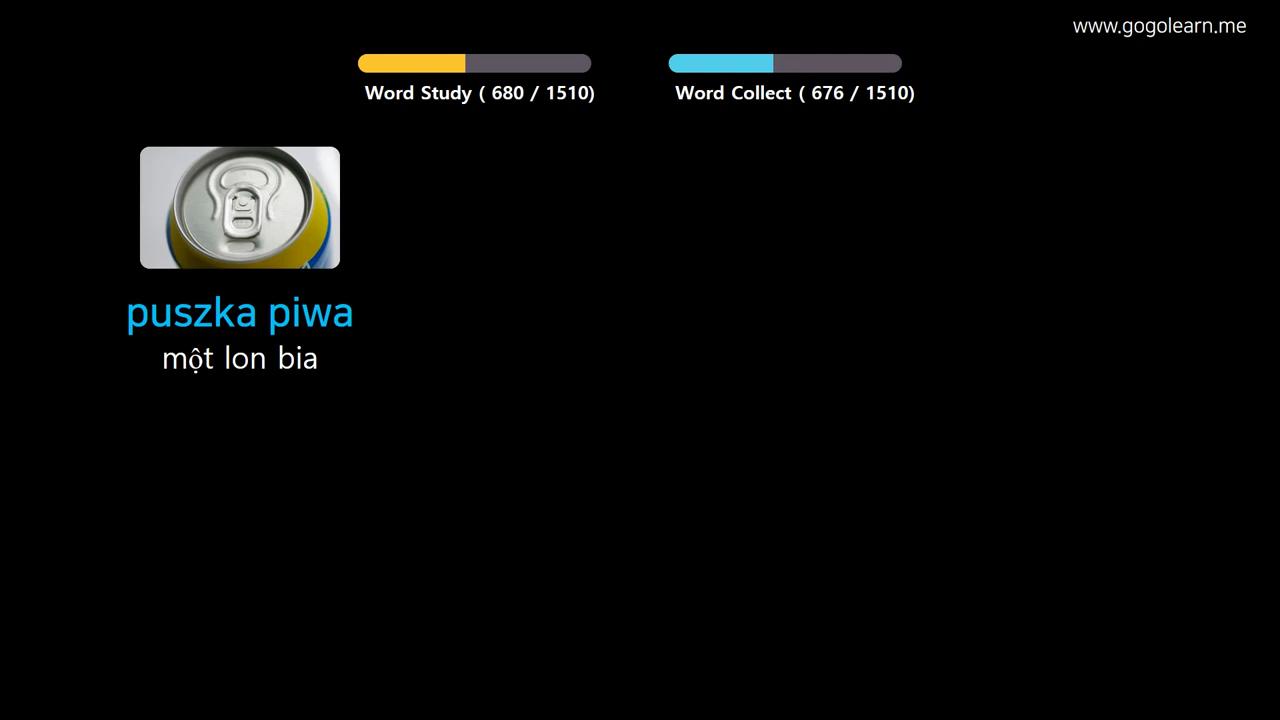 www.gogolearn.me
Word Study ( 680 / 1510)
Word Collect ( 676 / 1510)
puszka piwa
một lon bia